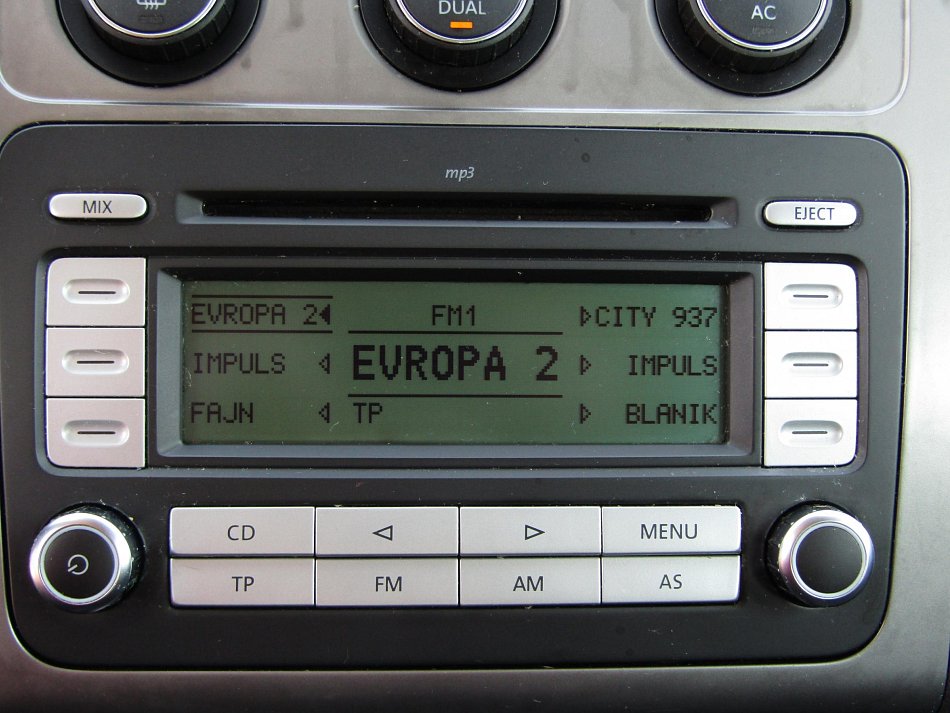 DUAL
AC
mp3
MIX
EJECT
EVROPA 2 FM1 CITY 937
IMPULS EVROPA 2 IMPULS
FAJN TP BLANIK
CD MENU
TP FM AM AS